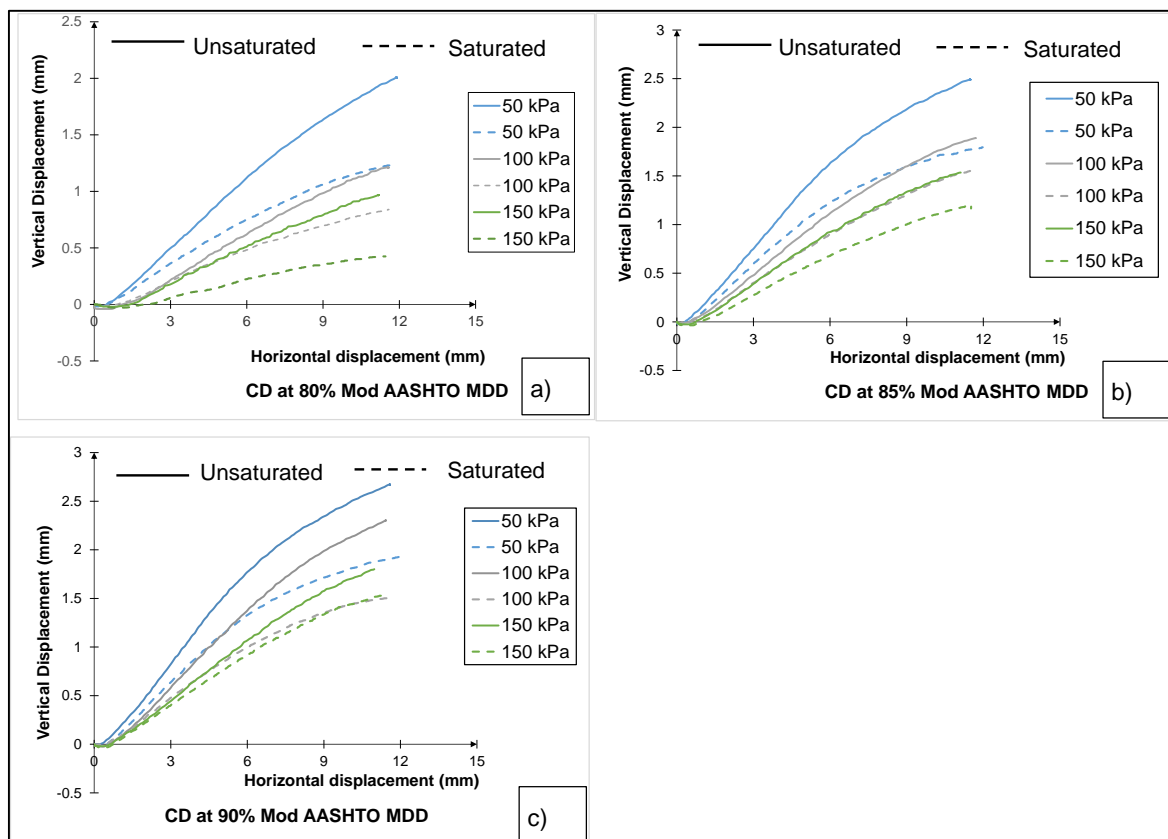 2.5
2
1.5
1
0.5
0
-0.5
0
3
6
9
12
15
Vertical Displacement (mm)
Unsaturated
Saturated
50 kPa
50 kPa
100 kPa
100 kPa
150 kPa
150 kPa
Horizontal displacement (mm)
CD at 80% Mod AASHTO MDD
a)
3
2.5
2
1.5
1
0.5
0
-0.5
0
3
6
9
12
15
Vertical Displacement (mm)
Unsaturated
Saturated
50 kPa
50 kPa
100 kPa
100 kPa
150 kPa
150 kPa
Horizontal displacement (mm)
CD at 85% Mod AASHTO MDD
b)
3
2.5
2
1.5
1
0.5
0
-0.5
0
3
6
9
12
15
Vertical Displacement (mm)
Unsaturated
Saturated
50 kPa
50 kPa
100 kPa
100 kPa
150 kPa
150 kPa
Horizontal displacement (mm)
CD at 90% Mod AASHTO MDD
c)